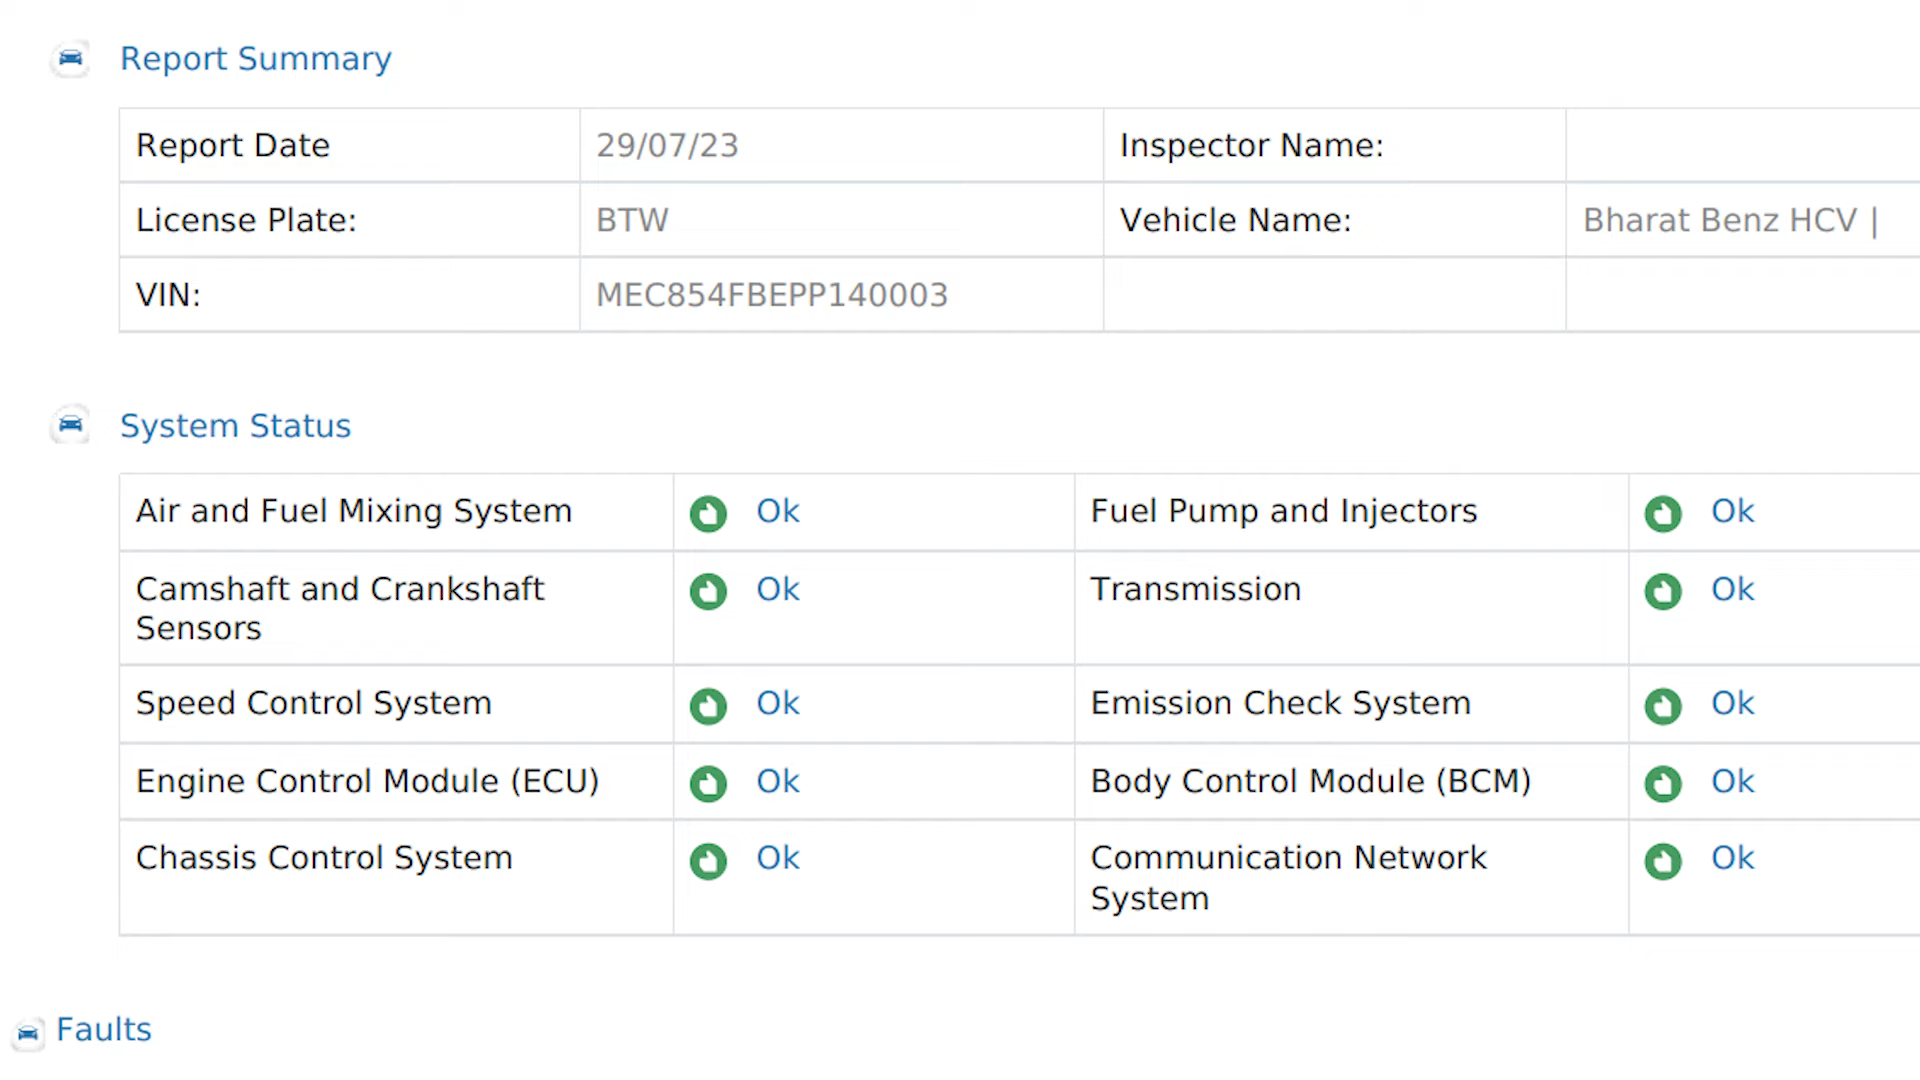 Report Summary
Report Date 29/07/23 Inspector Name:
License Plate: BTW Vehicle Name: Bharat Benz HCV |
VIN: MEC854FBEPP140003
System Status
Air and Fuel Mixing System Ok Fuel Pump and Injectors Ok
Camshaft and Crankshaft Ok Transmission Ok
Sensors
Speed Control System Ok Emission Check System Ok
Engine Control Module (ECU) Ok Body Control Module (BCM) Ok
Chassis Control System Ok Communication Network Ok
System
Faults